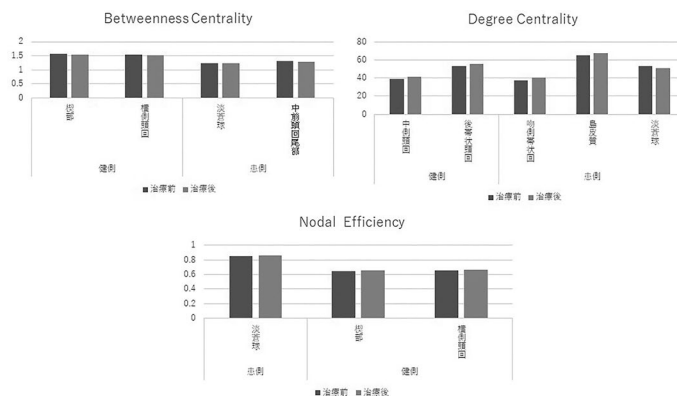 Betweenness Centrality
2
1.5
1
0.5
0
楔部
横側頭回
淡蒼球
中前頭回尾部
健側
患側
治療前 治療後
Degree Centrality
80
60
40
20
0
中側頭回
後帯状頭回
吻側帯状回
島皮質
淡蒼球
健側
患側
治療前 治療後
Nodal Efficiency
1
0.8
0.6
0.4
0.2
0
淡蒼球
楔部
横側頭回
患側
健側
治療前 治療後